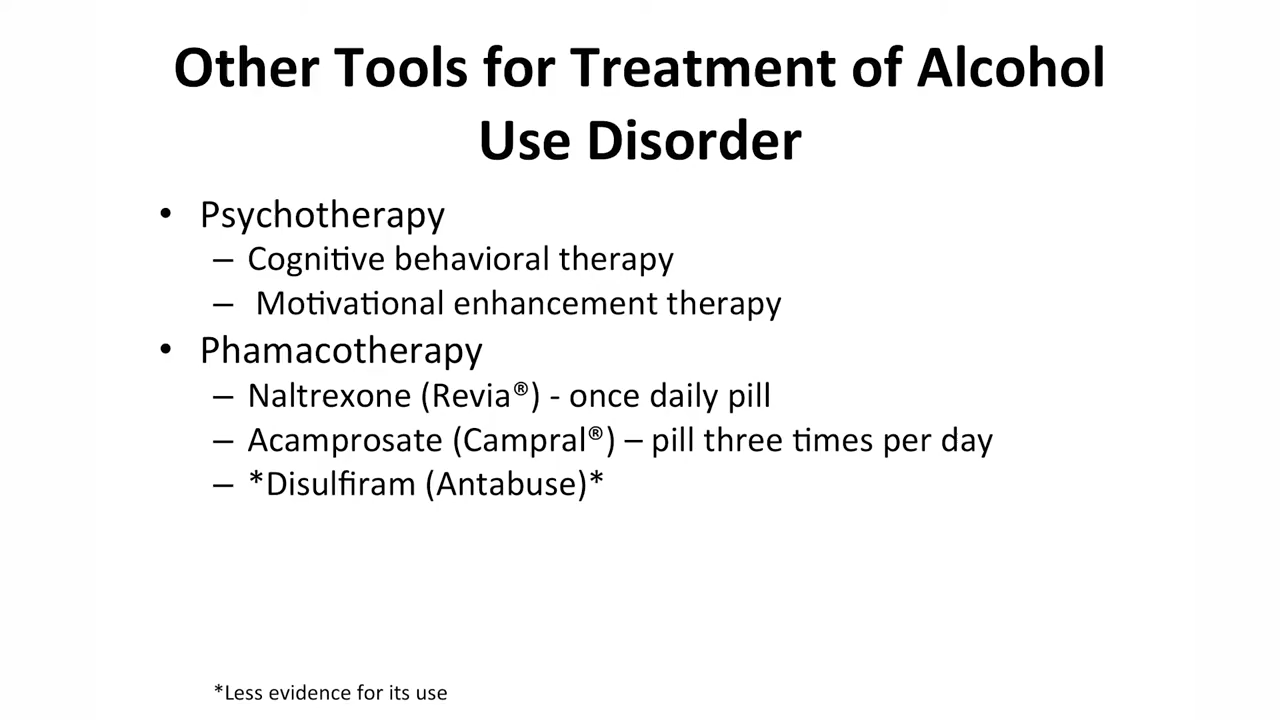 Other Tools for Treatment of Alcohol
Use Disorder
• Psychotherapy
– Cognitive behavioral therapy
– Motivational enhancement therapy
• Phamacotherapy
– Naltrexone (Revia®) - once daily pill
– Acamprosate (Campral®) – pill three times per day
– *Disulfiram (Antabuse)*
*Less evidence for its use